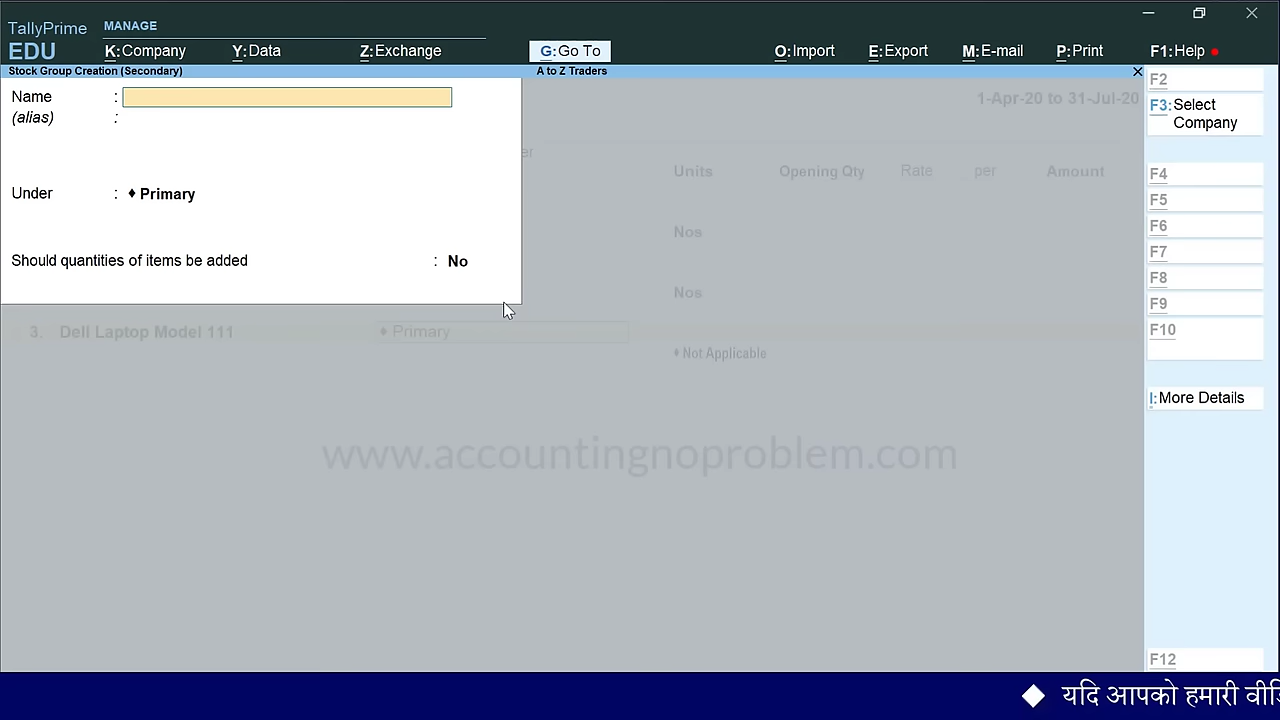 TallyPrime
EDU
MANAGE
K:Company Y:Data Z:Exchange G:Go To O:Import E:Export M:E-mail P:Print F1:Help
Stock Group Creation (Secondary) A to Z Traders
Name :
(alias) :
Under : ♦ Primary
Should quantities of items be added : No
1-Apr-20 to 31-Jul-20
er
Units Opening Qty Rate per Amount
Nos
Nos
3. Dell Laptop Model 111 ♦ Primary
♦ Not Applicable
www.accountingnoproblem.com
F2
F3:Select
Company
F4
F5
F6
F7
F8
F9
F10
I:More Details
F12
◆ यदि आपको हमारी